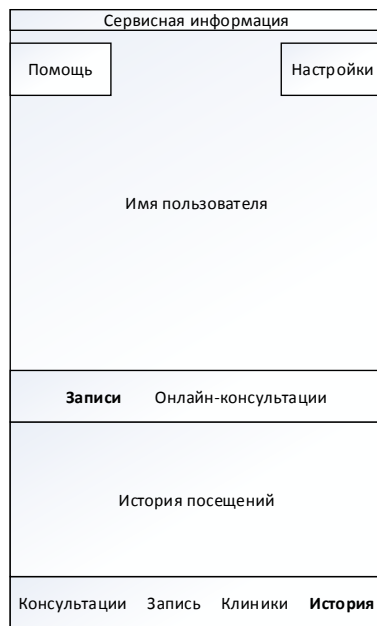 Сервисная информация
Помощь Настройки
Имя пользователя
Записи Онлайн-консультации
История посещений
Консультации Запись Клиники История